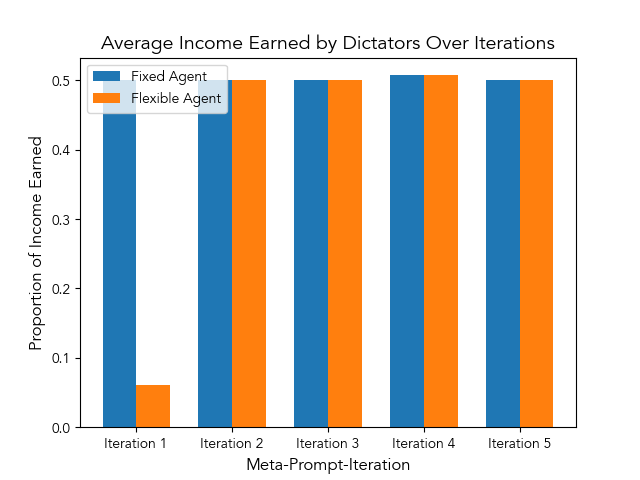 Average Income Earned by Dictators Over Iterations
Fixed Agent
Flexible Agent
Proportion of Income Earned
0.5
0.4
0.3
0.2
0.1
0.0
Iteration 1
Iteration 2
Iteration 3
Iteration 4
Iteration 5
Meta-Prompt-Iteration